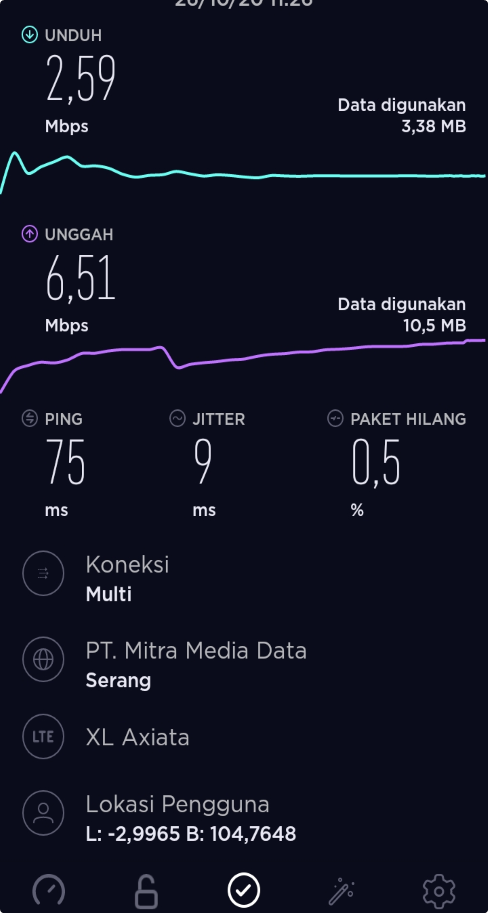 26/10/20 11.26
UNDUH
2,59
Mbps
Data digunakan
3,38 MB
UNGGAH
6,51
Mbps
Data digunakan
10,5 MB
PING
JITTER
PAKET HILANG
75
9
0,5
ms
ms
%
Koneksi
Multi
PT. Mitra Media Data
Serang
LTE
XL Axiata
Lokasi Pengguna
L: -2,9965 B: 104,7648